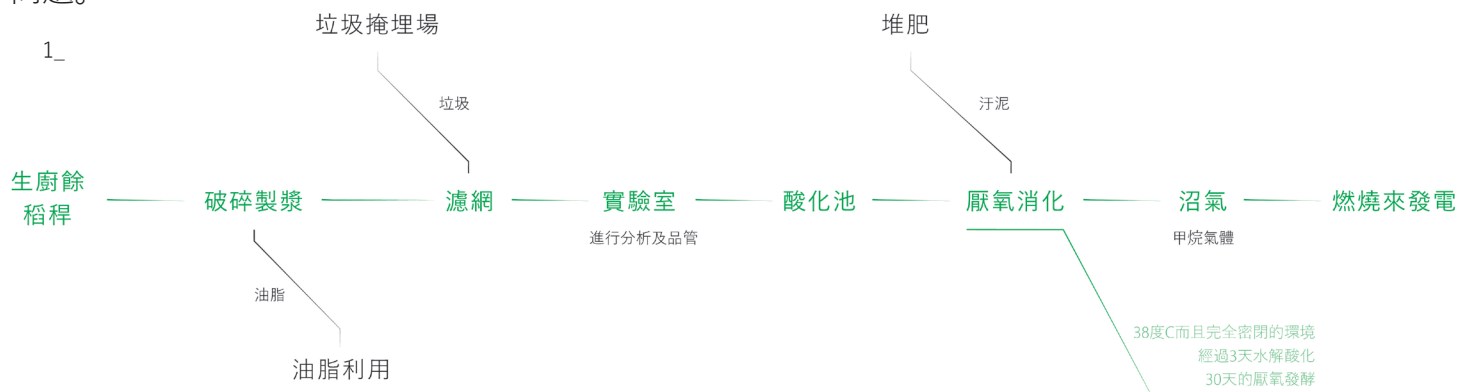 垃圾掩埋場
堆肥
1_
垃圾
汙泥
生廚餘
稻稈
破碎製漿
濾網
實驗室
酸化池
厭氧消化
沼氣
燃燒來發電
進行分析及品管
甲烷氣體
油脂
38度C而且完全密閉的環境
經過3天水解酸化
30天的厭氧發酵
油脂利用